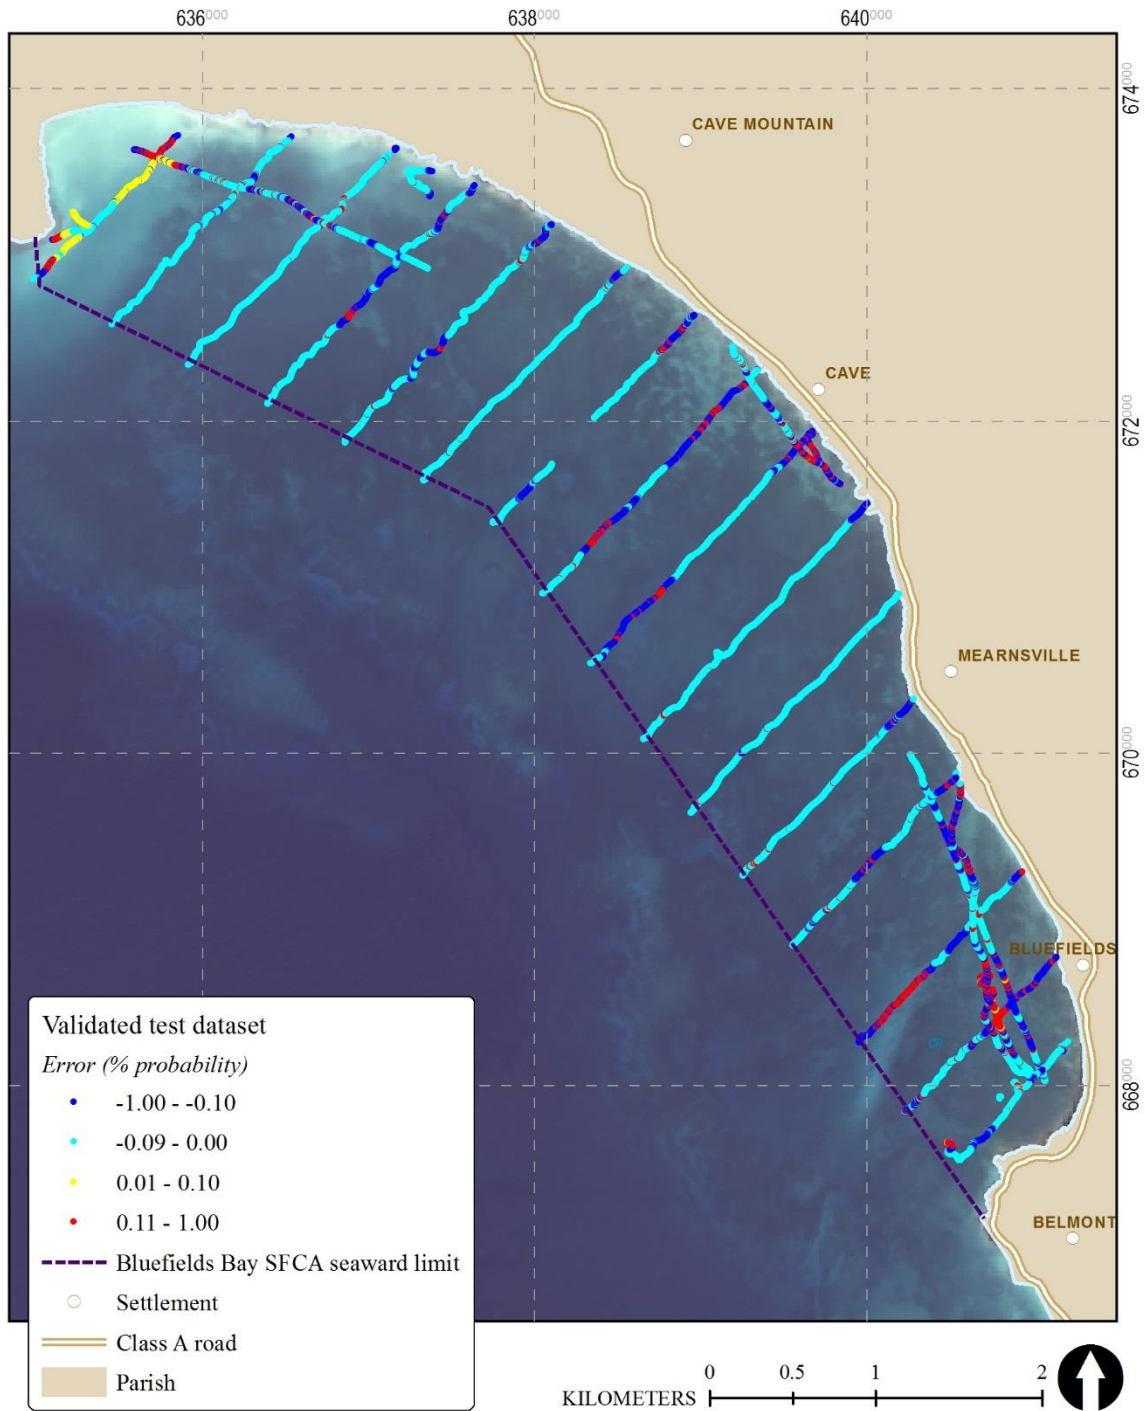 636000 638000 640000
674000
CAVE MOUNTAIN
CAVE
672000
MEARNSVILLE
670000
BLUEFIELDS
668000
BELMONT
Validated test dataset
Error (% probability)
-1.00 - -0.10
-0.09 - 0.00
0.01 - 0.10
0.11 - 1.00
Bluefields Bay SFCA seaward limit
Settlement
Class A road
Parish
0 0.5 1 2
KILOMETERS